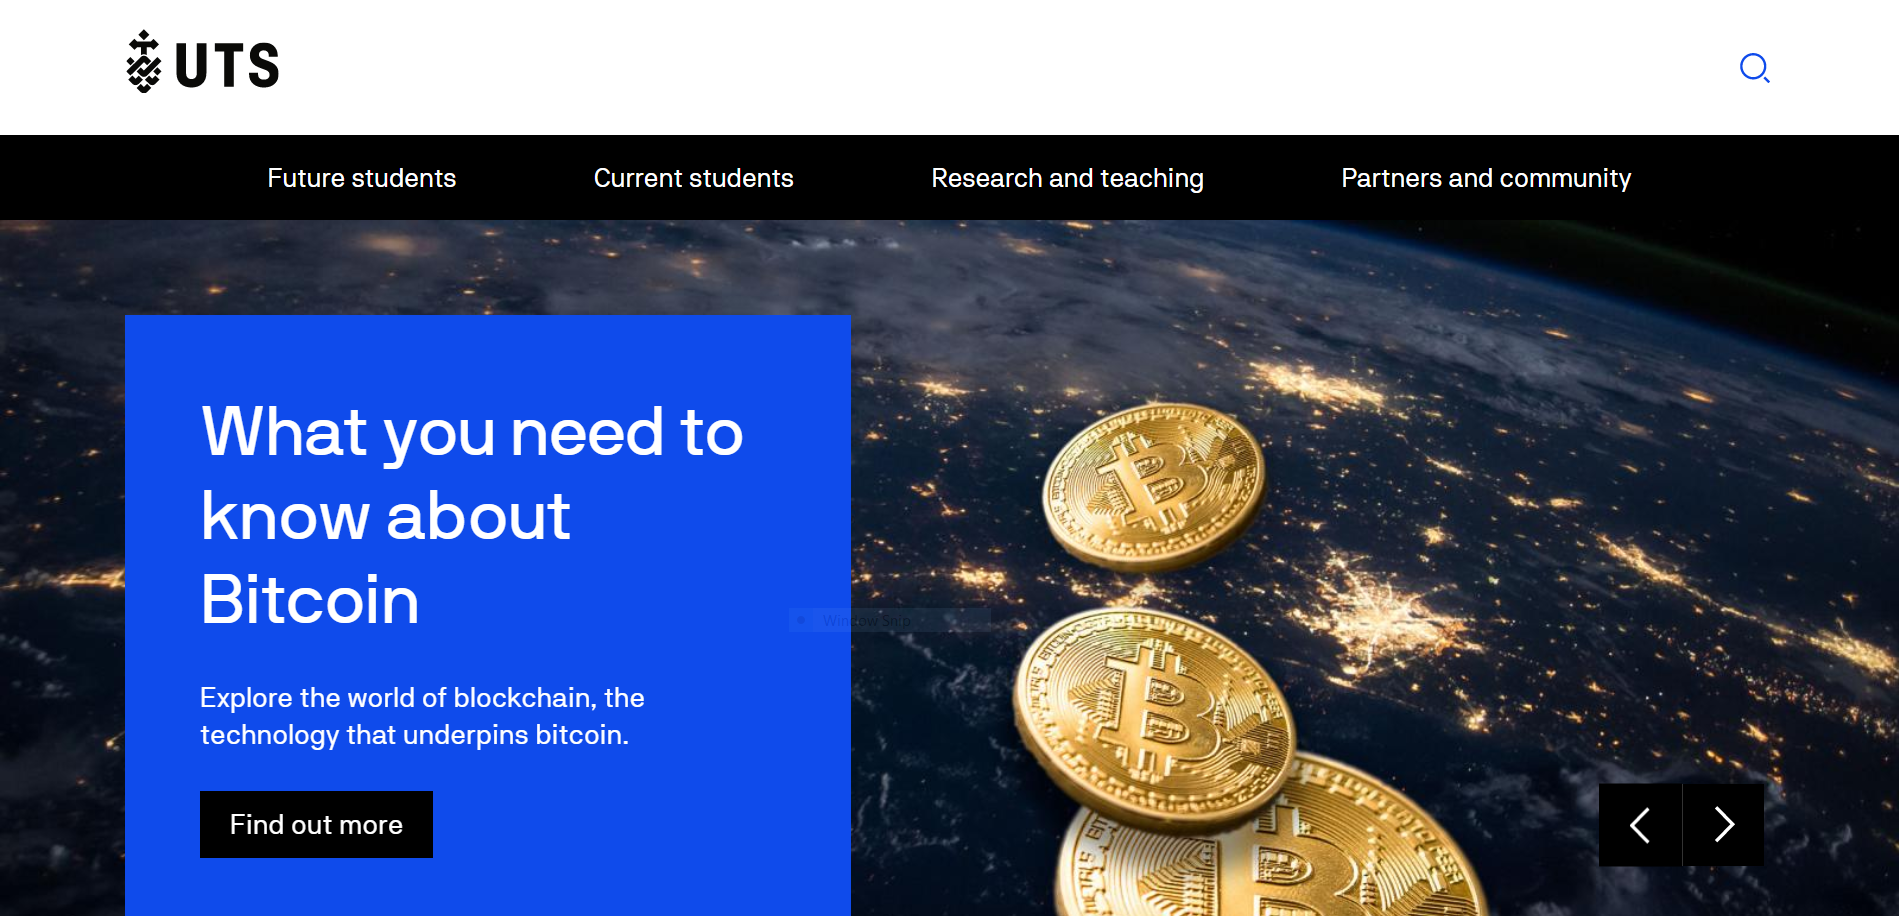 UTS
Future students
Current students
Research and teaching
Partners and community
What you need to
know about
Bitcoin
Explore the world of blockchain, the
technology that underpins bitcoin.
Find out more
Window Snip